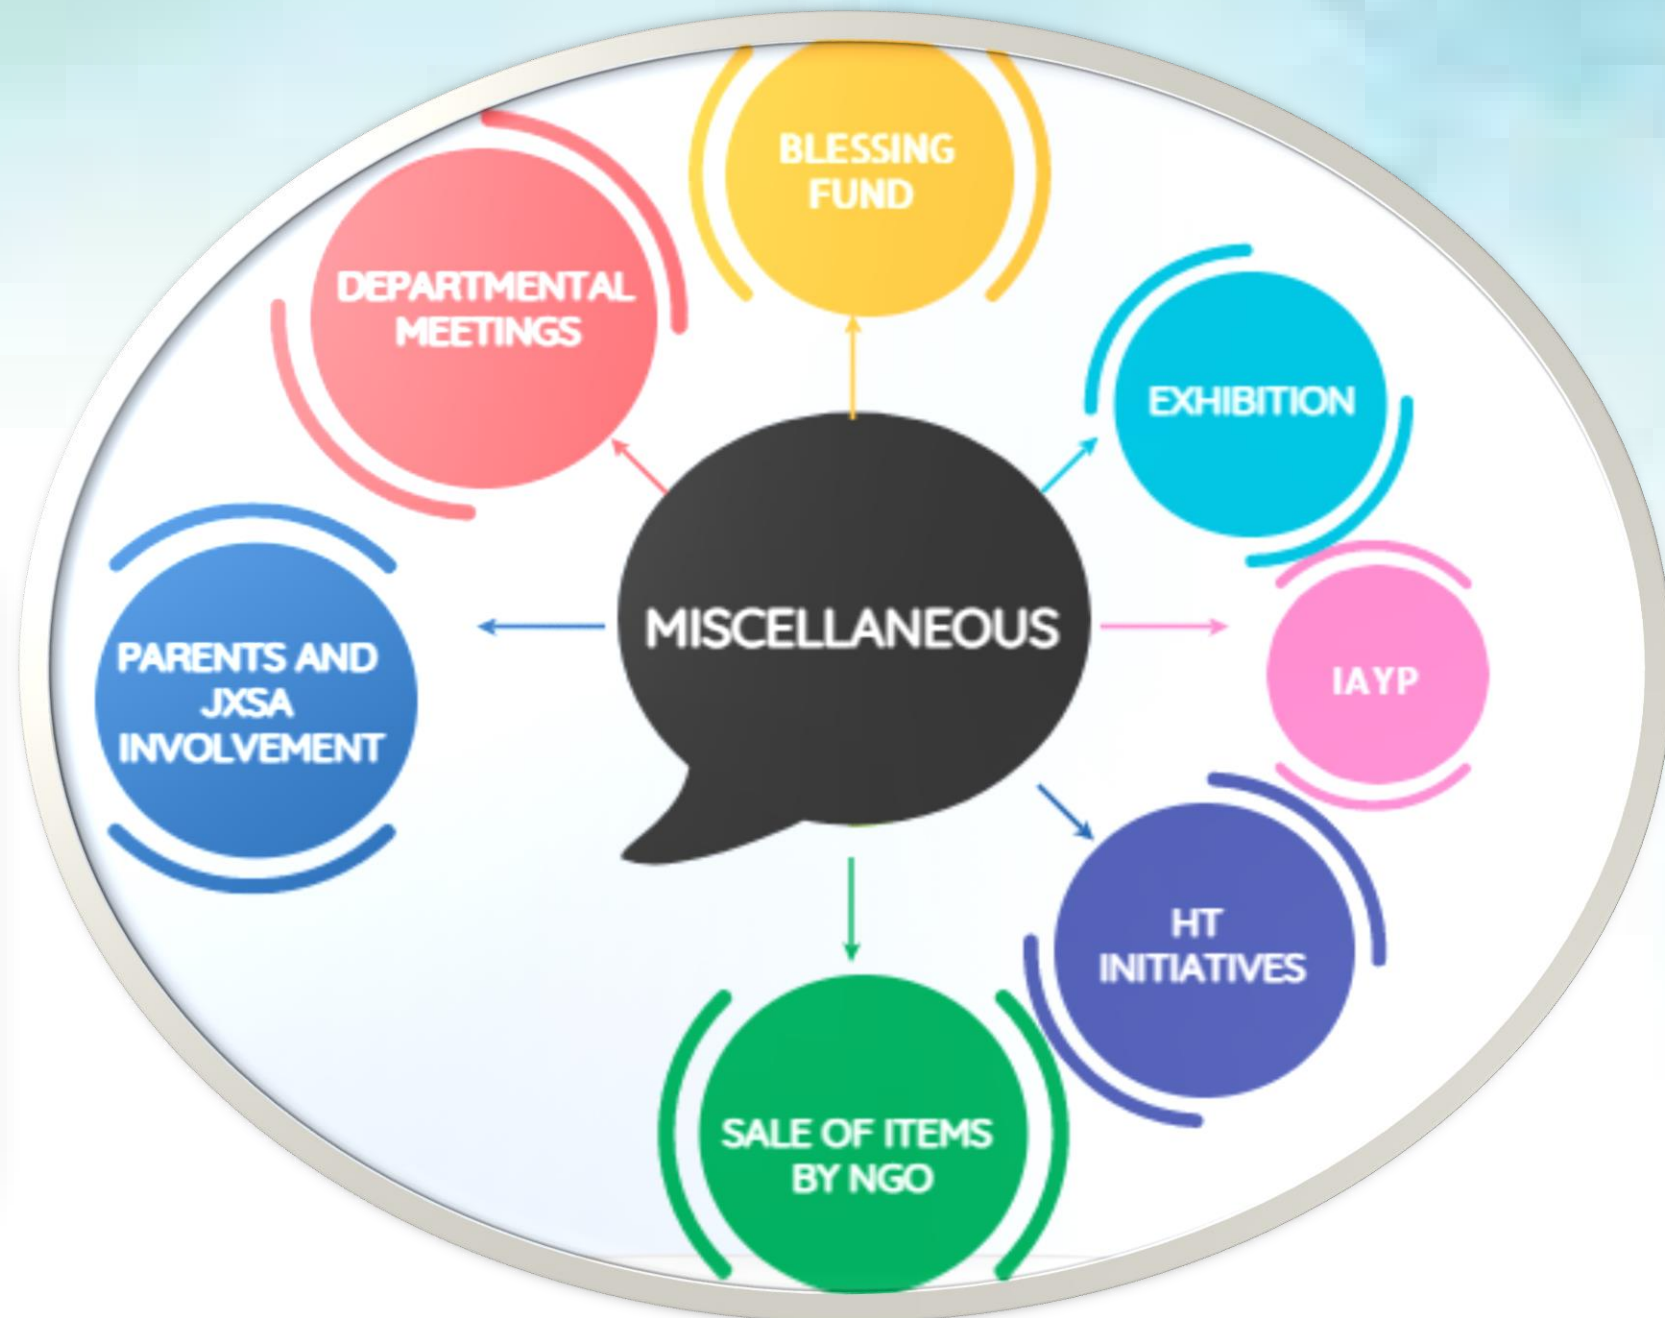 BLESSING
FUND
DEPARTMENTAL
MEETINGS
EXHIBITION
MISCELLANEOUS
PARENTS AND
JXSA
INVOLVEMENT
IAYP
HT
INITIATIVES
SALE OF ITEMS
BY NGO